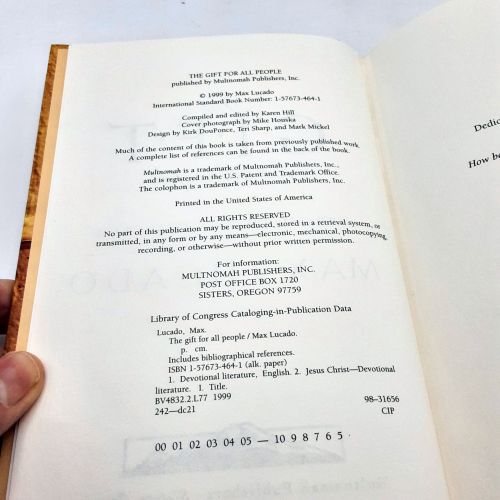 THE GIFT FOR ALL PEOPLE
published by Multnomah Publishers, Inc.
© 1999 by Max Lucado
International Standard Book Number: 1-57673-464-1
Compiled and edited by Karen Hill
Cover photograph by Mike Houska
Design by Kirk DouPonce, Teri Sharp, and Mark Mickel
Much of the content of this book is taken from previously published work.
A complete list of references can be found in the back of the book.
Multnomah is a trademark of Multnomah Publishers, Inc.,
and is registered in the U.S. Patent and Trademark Office.
The colophon is a trademark of Multnomah Publishers, Inc.
Printed in the United States of America
ALL RIGHTS RESERVED
No part of this publication may be reproduced, stored in a retrieval system, or
transmitted, in any form or by any means—electronic, mechanical, photocopying,
recording, or otherwise—without prior written permission.
For information:
MULTNOMAH PUBLISHERS, INC.
POST OFFICE BOX 1720
SISTERS, OREGON 97759
Library of Congress Cataloging-in-Publication Data
Lucado, Max.
The gift for all people / Max Lucado.
p. cm.
Includes bibliographical references.
ISBN 1-57673-464-1 (alk. paper)
1. Devotional literature, English. 2. Jesus Christ—Devotional
literature. I. Title.
BV4832.2.L77 1999
242—dc21
98-31656
CIP
00 01 02 03 04 05 — 10 9 8 7 6 5
Dedic
How be